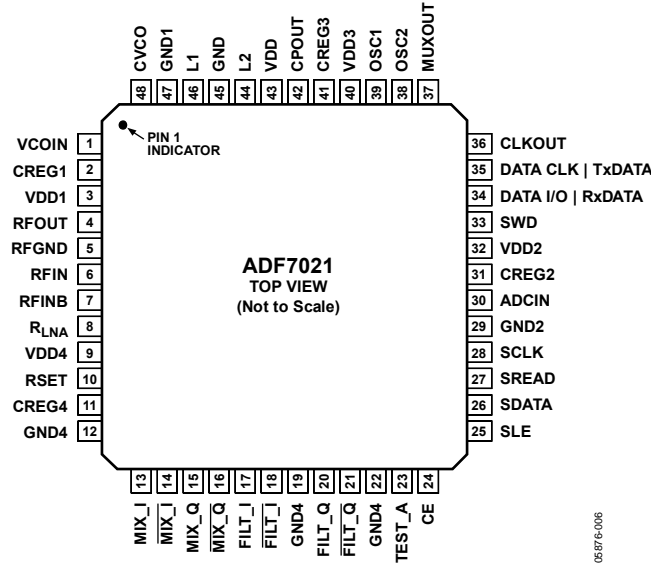 CVCO
GND1
L1
GND
L2
VDD
CPOUT
CREG3
VDD3
OSC1
OSC2
MUXOUT
48
47
46
45
44
43
42
41
40
39
38
37
PIN 1
INDICATOR
VCOIN 1
CREG1 2
VDD1 3
RFOUT 4
RFGND 5
RFIN 6
RFINB 7
RLNA 8
VDD4 9
RSET 10
CREG4 11
GND4 12
ADF7021
TOP VIEW
(Not to Scale)
36 CLKOUT
35 DATA CLK | TxDATA
34 DATA I/O | RxDATA
33 SWD
32 VDD2
31 CREG2
30 ADCIN
29 GND2
28 SCLK
27 SREAD
26 SDATA
25 SLE
13
14
15
16
17
18
19
20
21
22
23
24
MIX_I
MIX_I
MIX_Q
MIX_Q
FILT_I
FILT_I
GND4
FILT_Q
FILT_Q
GND4
TEST_A
CE
05876-006